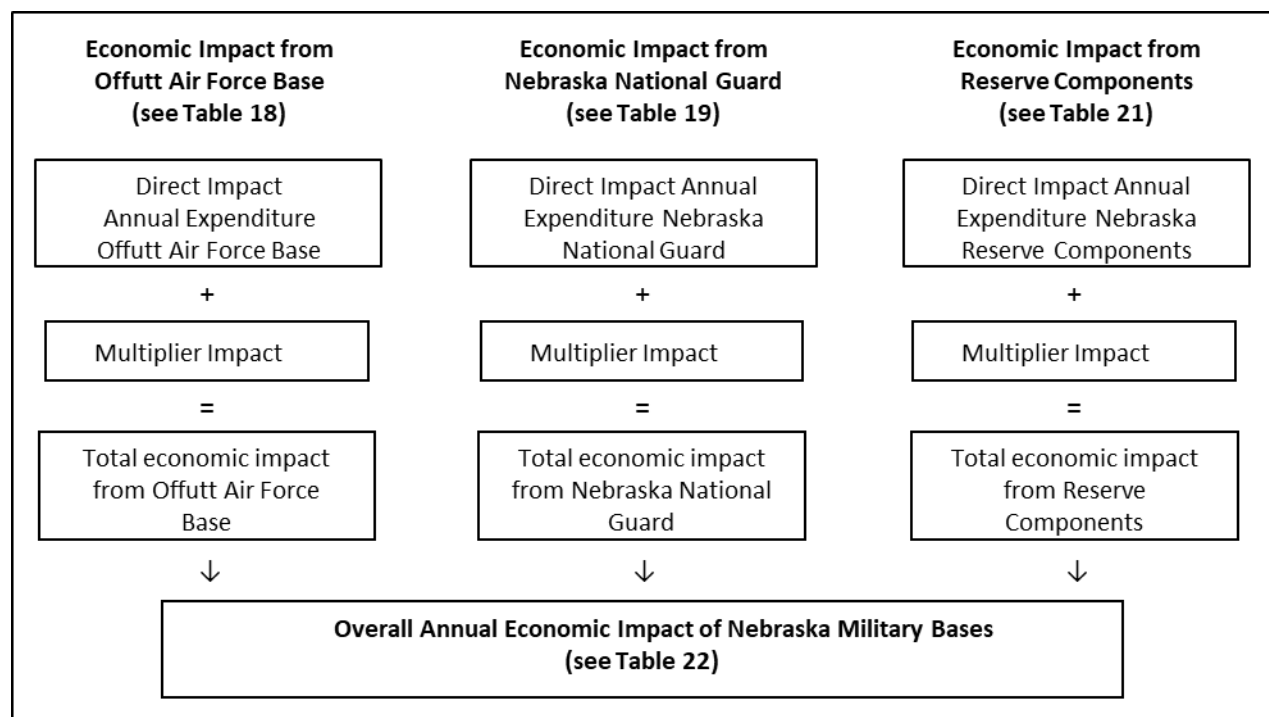 Economic Impact from
Offutt Air Force Base
(see Table 18)
Economic Impact from
Nebraska National Guard
(see Table 19)
Economic Impact from
Reserve Components
(see Table 21)
Direct Impact
Annual Expenditure
Offutt Air Force Base
Direct Impact Annual
Expenditure Nebraska
National Guard
Direct Impact Annual
Expenditure Nebraska
Reserve Components
+
+
+
Multiplier Impact
Multiplier Impact
Multiplier Impact
=
=
=
Total economic impact
from Offutt Air Force
Base
Total economic impact
from Nebraska National
Guard
Total economic impact
from Reserve
Components
↓
↓
↓
Overall Annual Economic Impact of Nebraska Military Bases
(see Table 22)